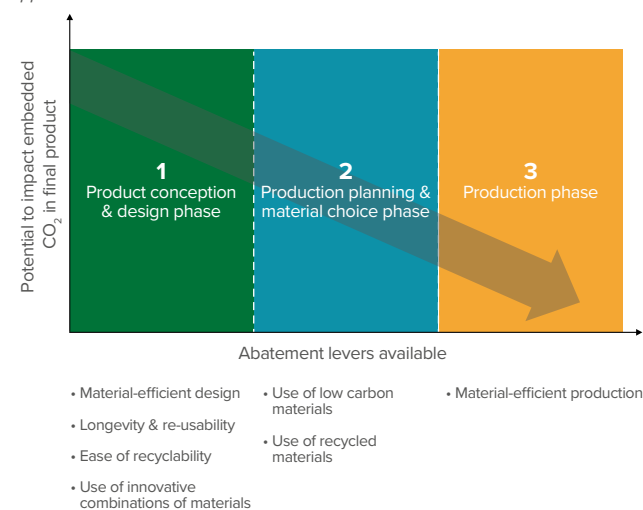 Potential to impact embedded
CO2 in final product
1
Product conception
& design phase
2
Production planning &
material choice phase
3
Production phase
Abatement levers available
• Material-efficient design
• Longevity & re-usability
• Ease of recyclability
• Use of innovative
combinations of materials
• Use of low carbon
materials
• Use of recycled
materials
• Material-efficient production